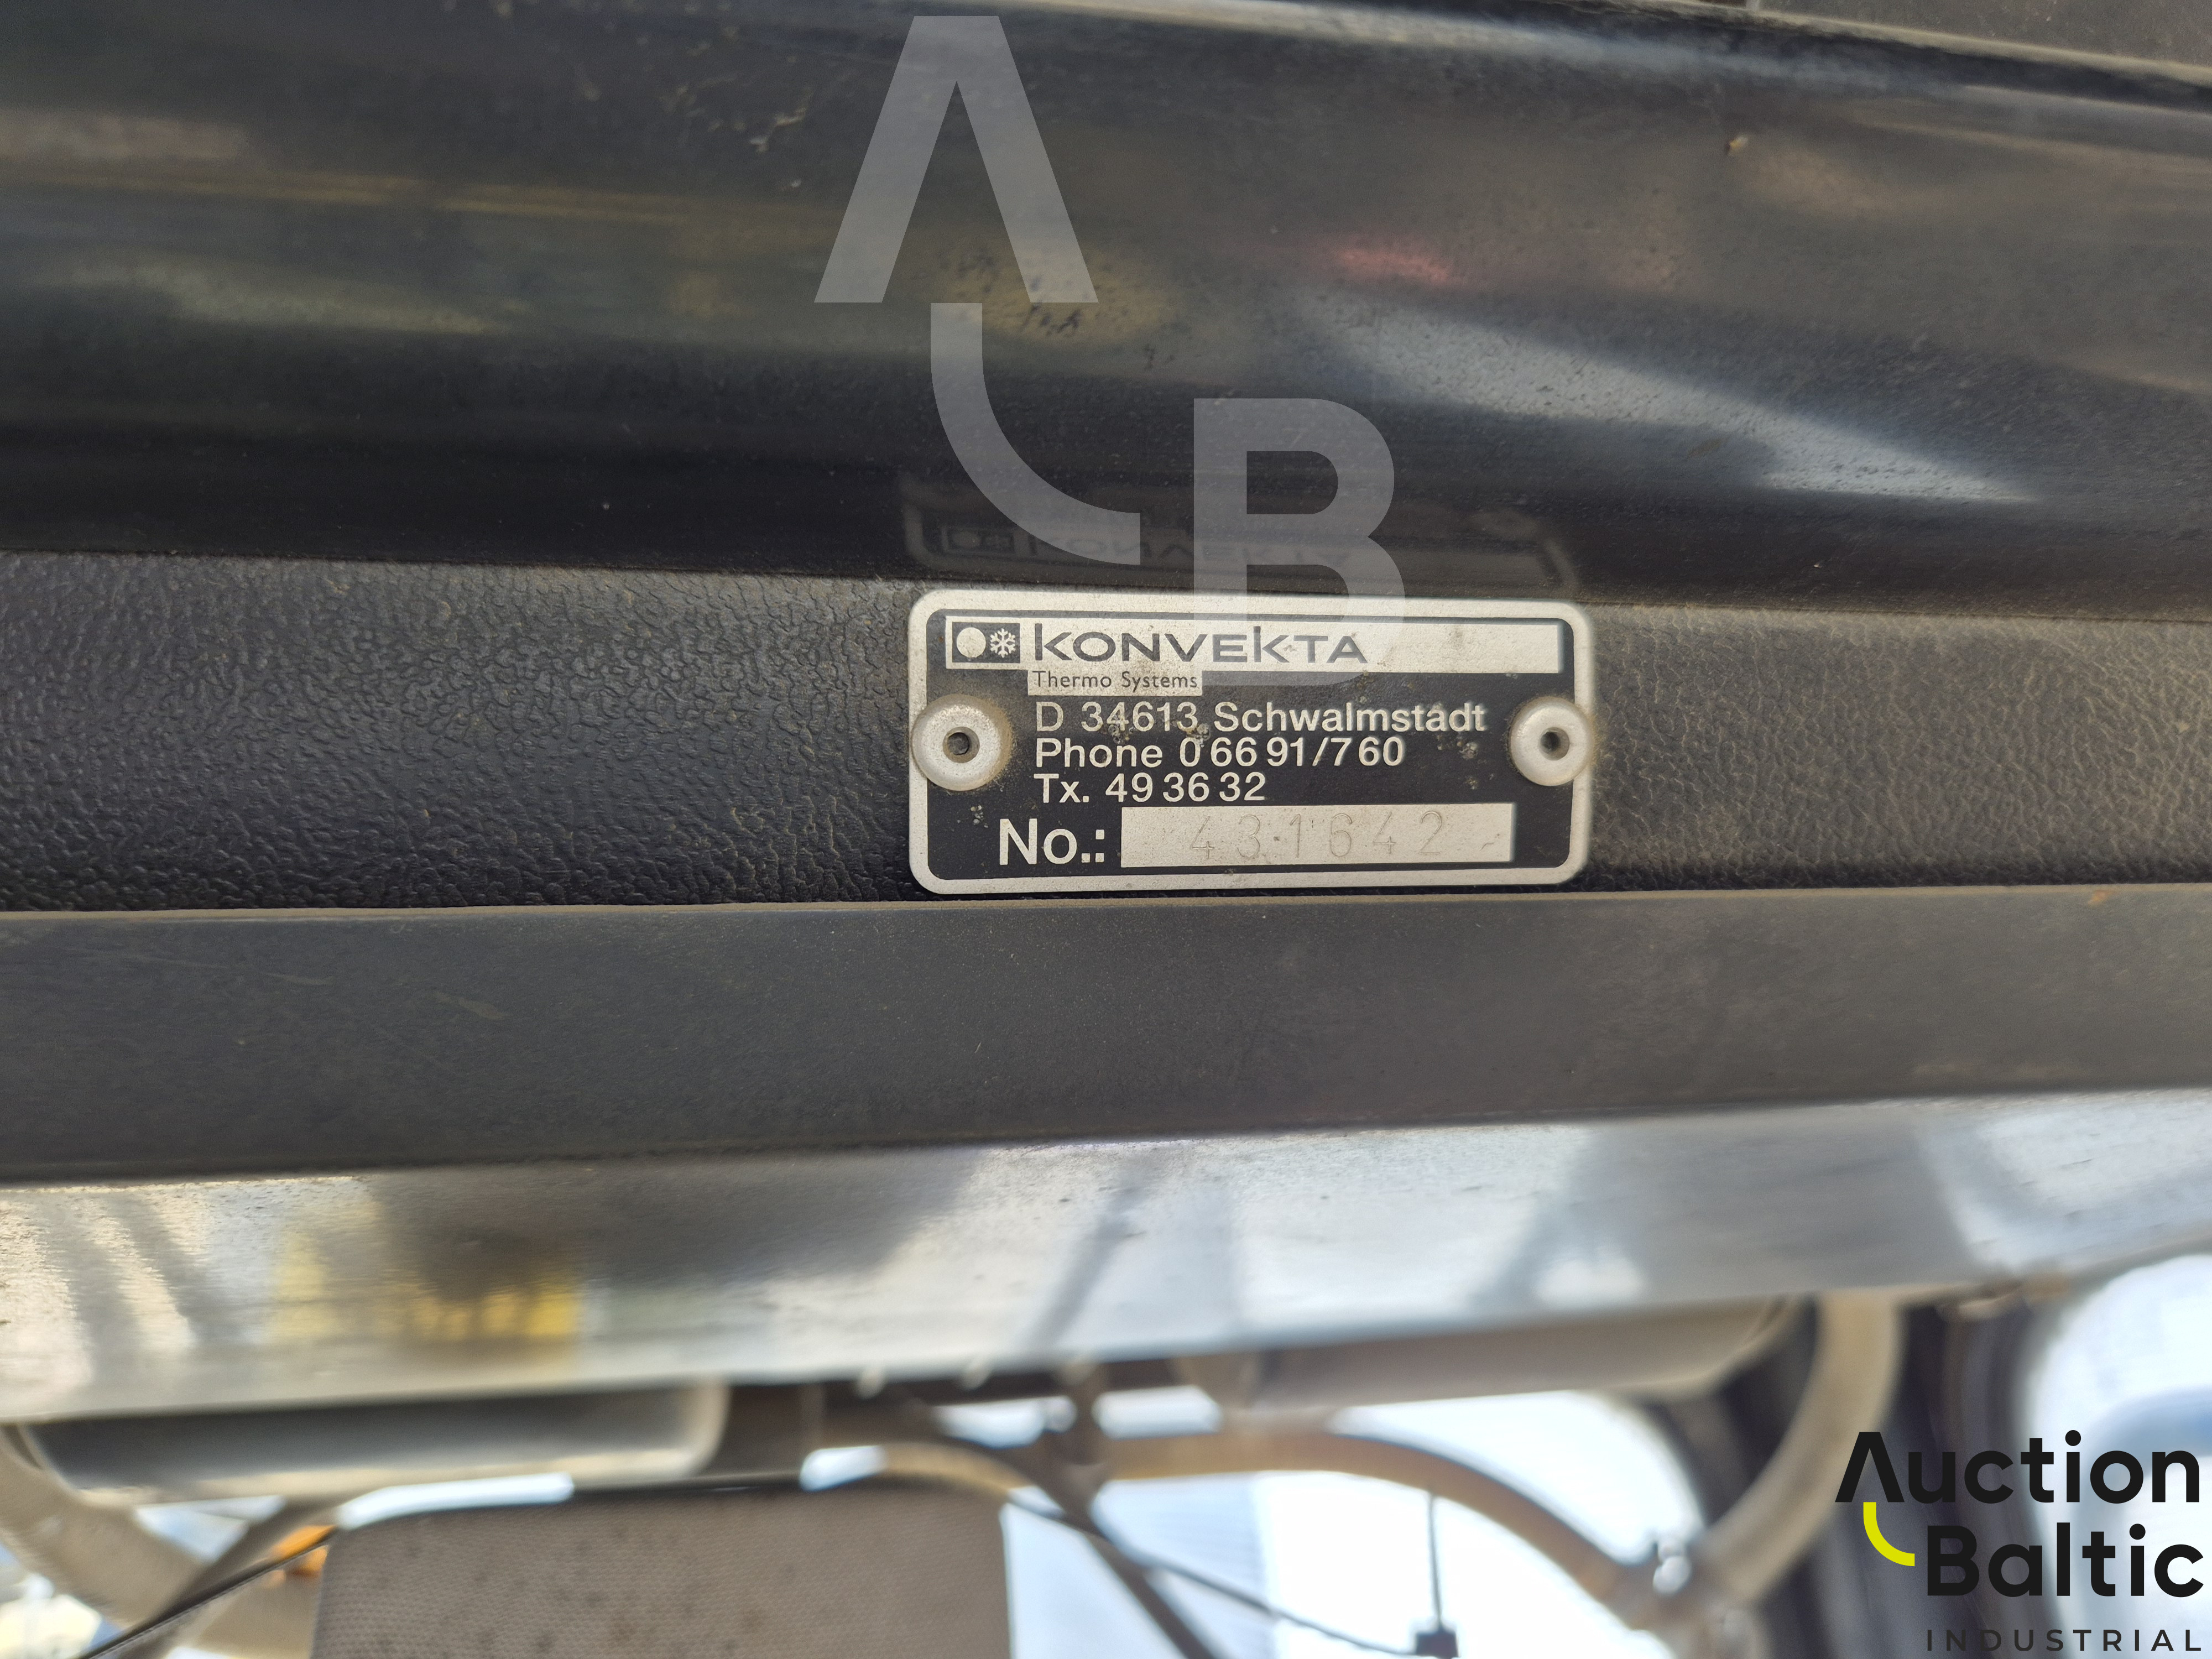 AB
KONVEKTA
Thermo Systems
D 34613 Schwalmstadt
Phone 0 66 91/7 60
Tx. 49 36 32
No.: 431642
Auction
Baltic
INDUSTRIAL